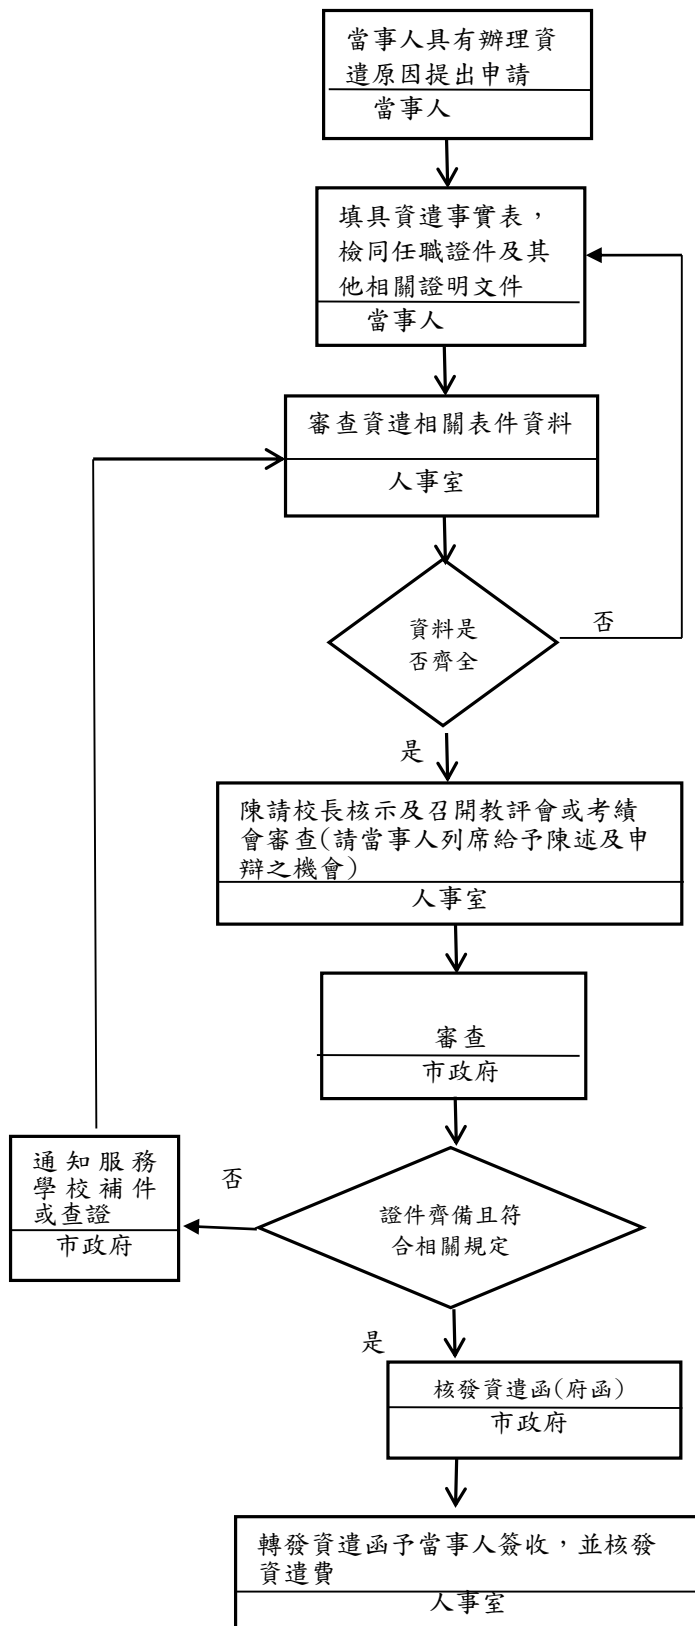 當事人具有辦理資
遣原因提出申請
當事人
填具資遣事實表，
檢同任職證件及其
他相關證明文件
當事人
審查資遣相關表件資料
人事室
資料是
否齊全
否
是
陳請校長核示及召開教評會或考績
會審查(請當事人列席給予陳述及申
辯之機會)
人事室
審查
市政府
通知服務
學校補件
或查證
市政府
否
證件齊備且符
合相關規定
是
核發資遣函(府函)
市政府
轉發資遣函予當事人簽收，並核發
資遣費
人事室